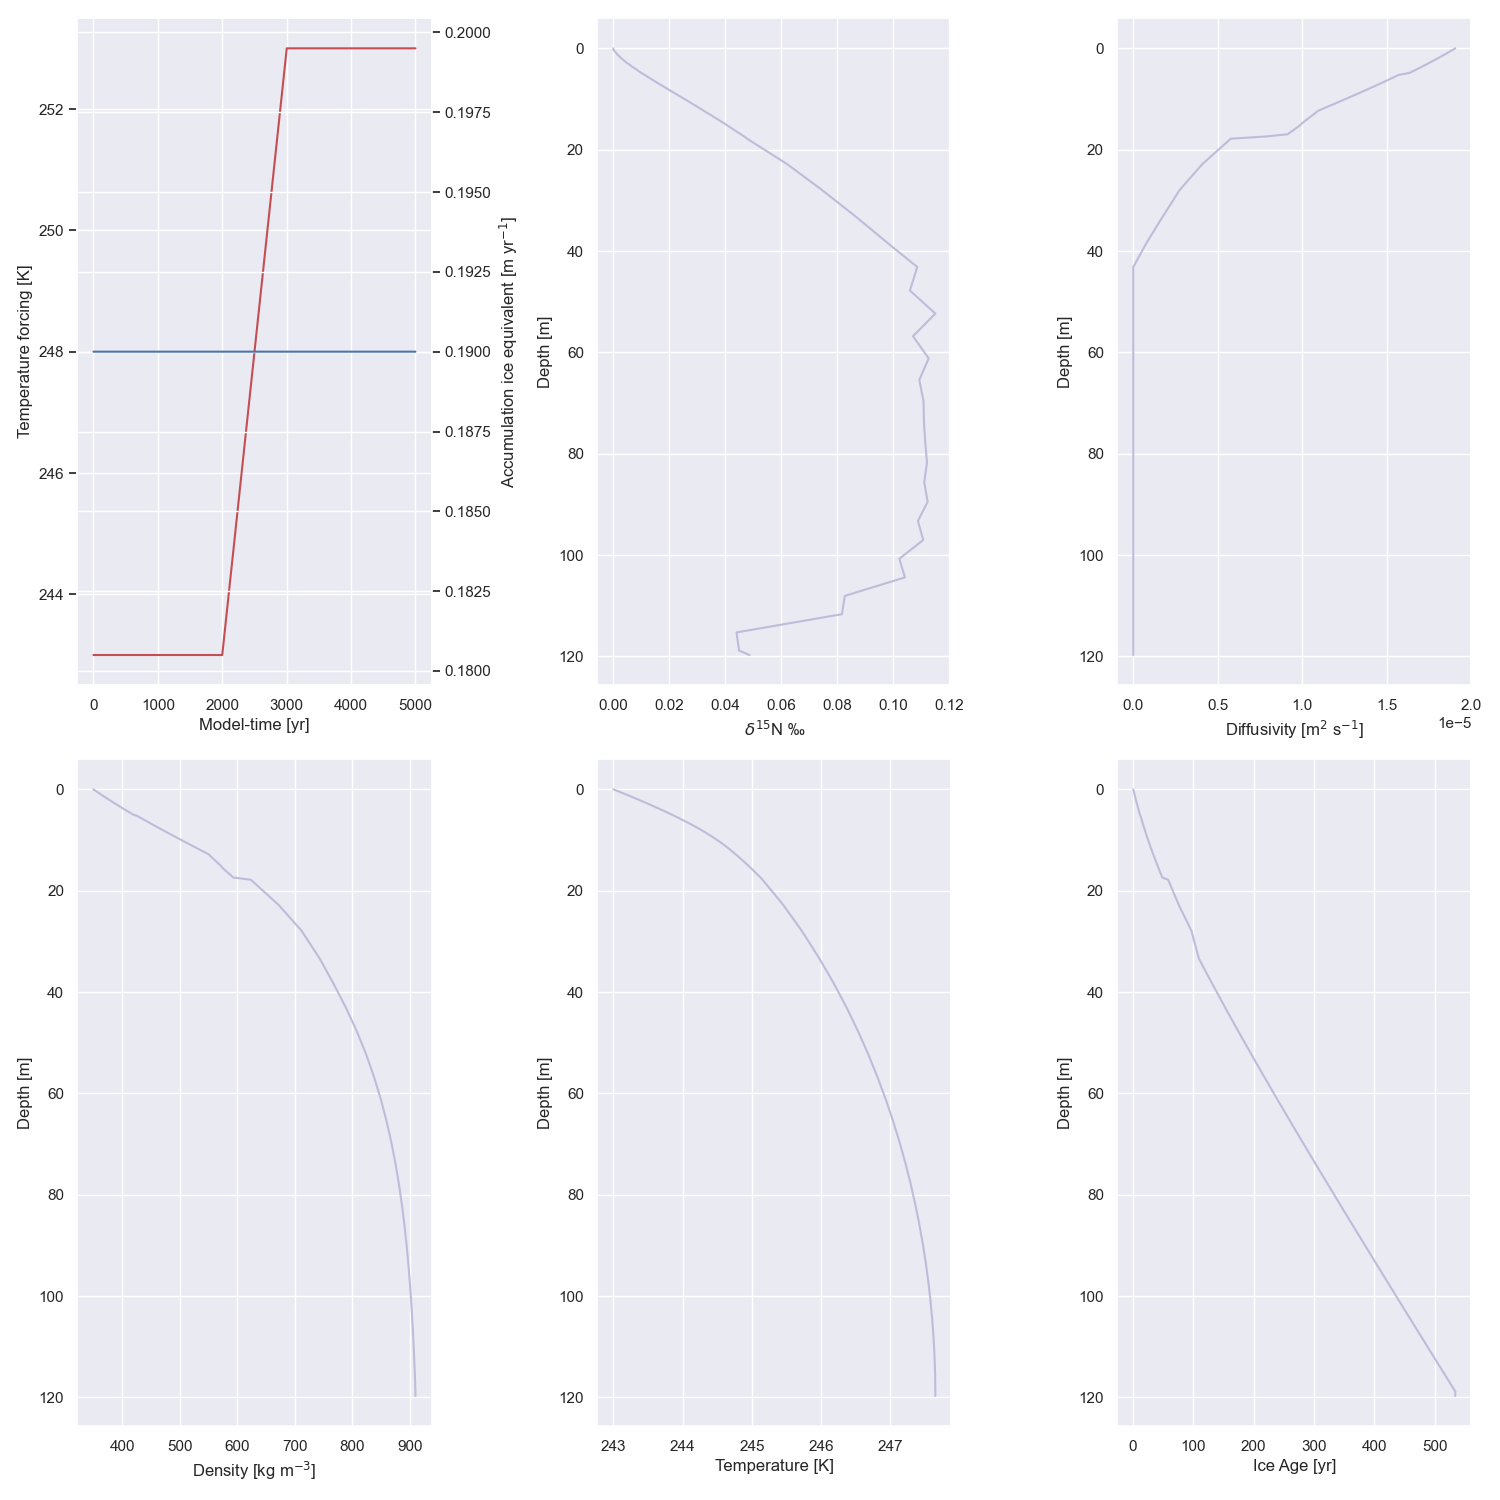 252
250
248
246
244
Temperature forcing [K]
0 1000 2000 3000 4000 5000
Model-time [yr]
0.2000
0.1975
0.1950
0.1925
0.1900
0.1875
0.1850
0.1825
0.1800
Accumulation ice equivalent [m yr⁻¹]
0
20
40
60
80
100
120
Depth [m]
0.00 0.02 0.04 0.06 0.08 0.10 0.12
δ¹⁵N ‰
0
20
40
60
80
100
120
Depth [m]
0.0 0.5 1.0 1.5 2.0
1e−5
Diffusivity [m² s⁻¹]
0
20
40
60
80
100
120
Depth [m]
400 500 600 700 800 900
Density [kg m⁻³]
0
20
40
60
80
100
120
Depth [m]
243 244 245 246 247
Temperature [K]
0
20
40
60
80
100
120
Depth [m]
0 100 200 300 400 500
Ice Age [yr]